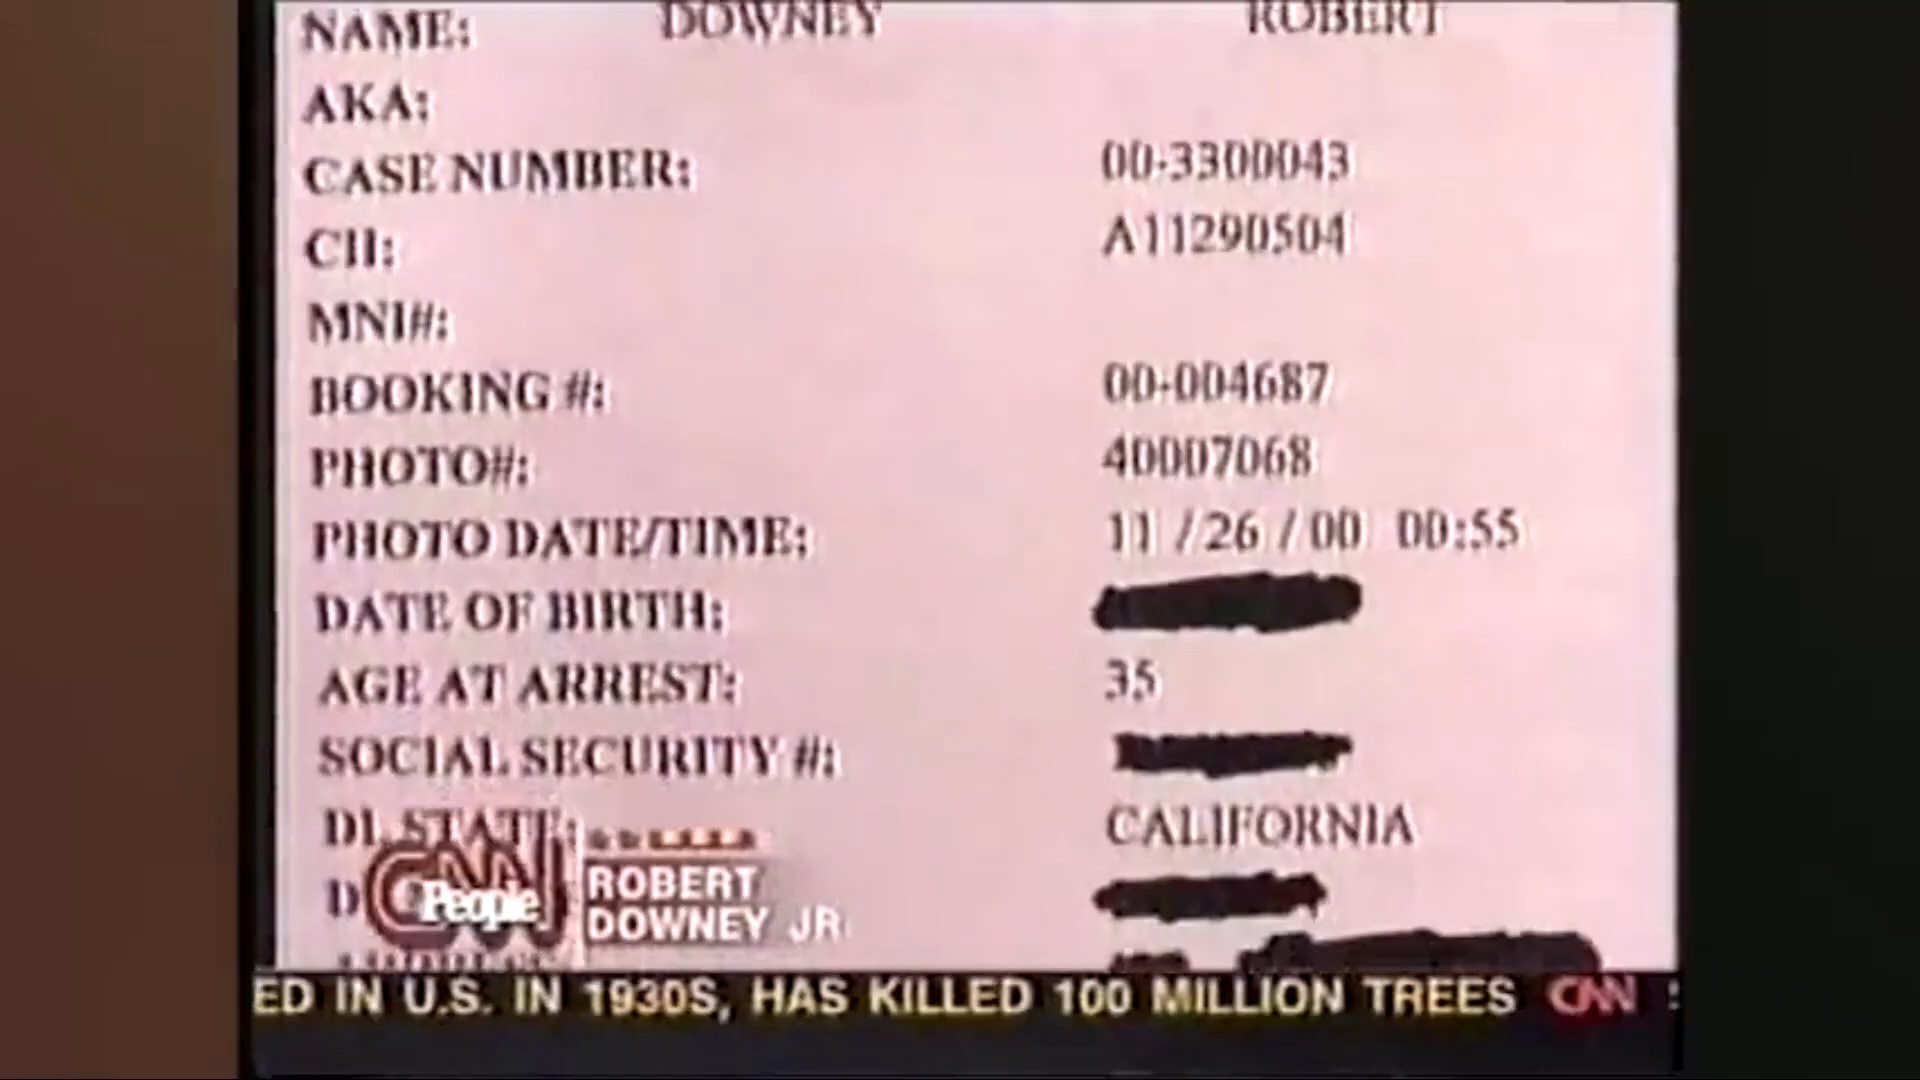 NAME: DOWNEY ROBERT
AKA:
CASE NUMBER: 00-3300043
CII: A11290504
MNI#:
BOOKING #: 00-004687
PHOTO#: 40007068
PHOTO DATE/TIME: 11 / 26 / 00 00:55
DATE OF BIRTH:
AGE AT ARREST: 35
SOCIAL SECURITY #:
DL STATE: CALIFORNIA
D
CNN
People
ROBERT
DOWNEY JR
ED IN U.S. IN 1930S, HAS KILLED 100 MILLION TREES CNN